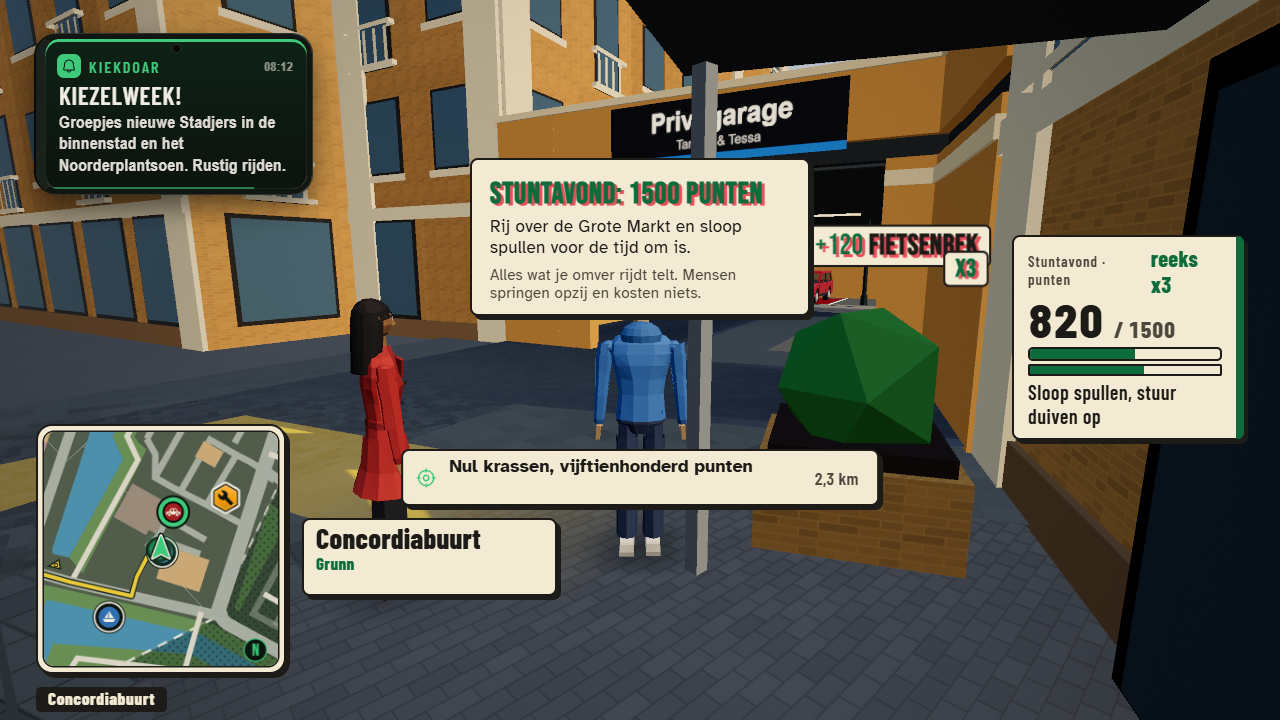 KIEKDOAR
08:12
KIEZELWEEK!
Groepjes nieuwe Stadjers in de
binnenstad en het
Noorderplantsoen. Rustig rijden.
STUNTAVOND: 1500 PUNTEN
Rij over de Grote Markt en sloop
spullen voor de tijd om is.
Alles wat je omver rijdt telt. Mensen
springen opzij en kosten niets.
+120 FIETSENREK
X3
Stuntavond ·
punten
reeks
x3
820 / 1500
Sloop spullen, stuur
duiven op
Nul krassen, vijftienhonderd punten
2,3 km
Concordiabuurt
Grunn
N
Concordiabuurt
& Tessa